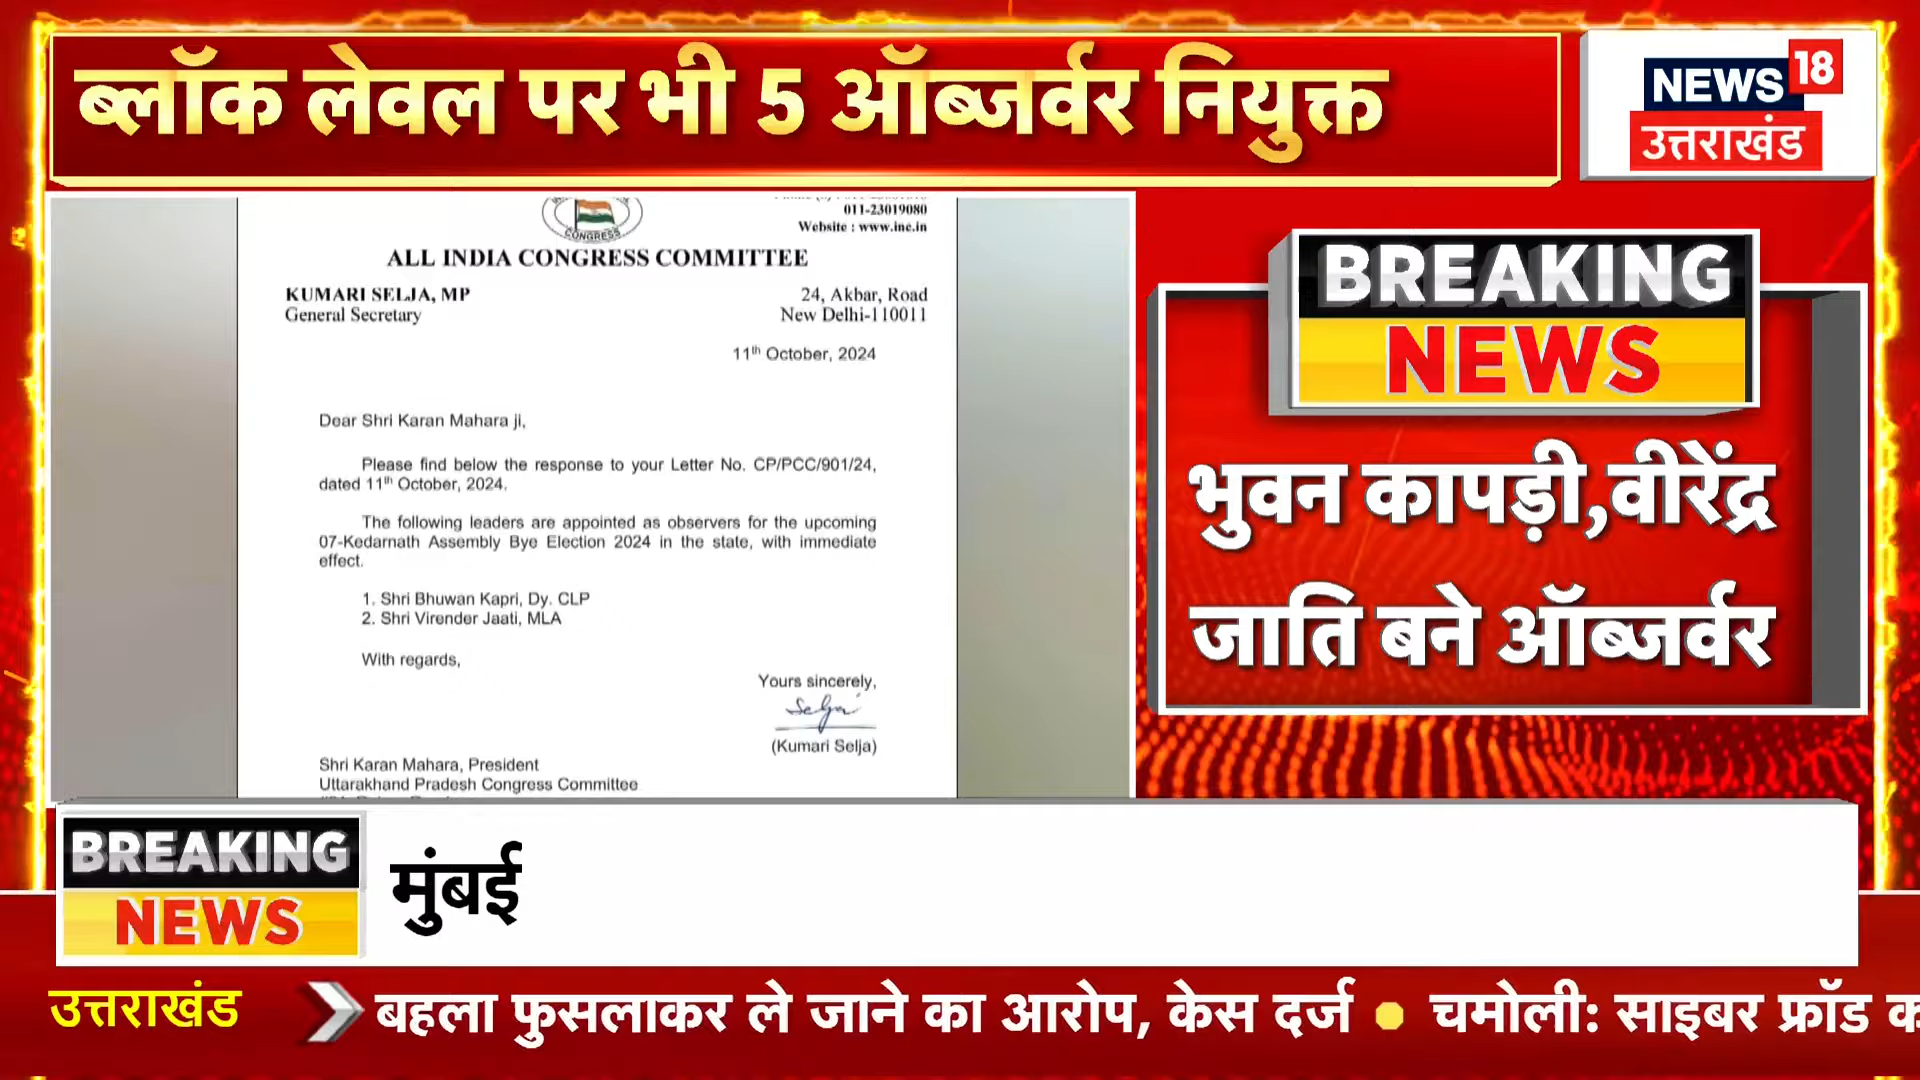 ब्लॉक लेवल पर भी 5 ऑब्जर्वर नियुक्त
NEWS 18
उत्तराखंड
CONGRESS
011-23019080
Website : www.inc.in
ALL INDIA CONGRESS COMMITTEE
KUMARI SELJA, MP
General Secretary
24, Akbar, Road
New Delhi-110011
11th October, 2024
Dear Shri Karan Mahara ji,
Please find below the response to your Letter No. CP/PCC/901/24,
dated 11th October, 2024.
The following leaders are appointed as observers for the upcoming
07-Kedarnath Assembly Bye Election 2024 in the state, with immediate
effect.
1. Shri Bhuwan Kapri, Dy. CLP
2. Shri Virender Jaati, MLA
With regards,
Yours sincerely,
Selja
(Kumari Selja)
Shri Karan Mahara, President
Uttarakhand Pradesh Congress Committee
BREAKING
NEWS
भुवन कापड़ी,वीरेंद्र
जाति बने ऑब्जर्वर
BREAKING
NEWS
मुंबई
उत्तराखंड
बहला फुसलाकर ले जाने का आरोप, केस दर्ज ● चमोली: साइबर फ्रॉड क